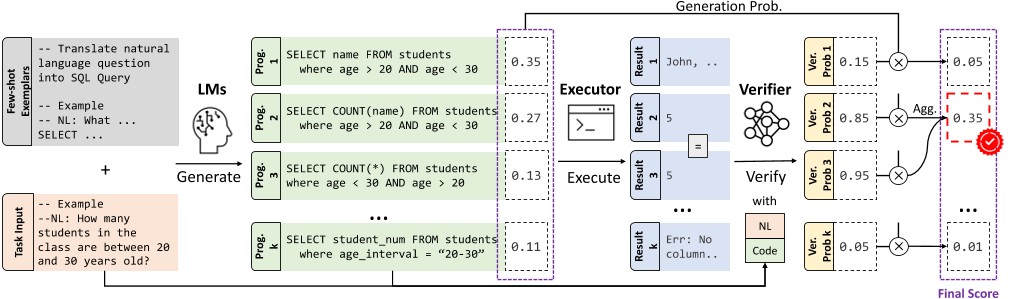 Generation Prob.
Few-shot
Exemplars
-- Translate natural
language question
into SQL Query
-- Example
-- NL: What ...
SELECT ...
+
Task Input
-- Example
--NL: How many
students in the
class are between 20
and 30 years old?
LMs
Generate
Prog.
1
SELECT name FROM students
where age > 20 AND age < 30
0.35
Prog.
2
SELECT COUNT(name) FROM students
where age > 20 AND age < 30
0.27
Prog.
3
SELECT COUNT(*) FROM students
where age < 30 AND age > 20
0.13
...
Prog.
k
SELECT student_num FROM students
where age_interval = “20-30”
0.11
Executor
>_
Execute
Result
1
John, ..
Result
2
5
=
Result
3
5
...
Result
k
Err: No
column..
Verifier
Verify
with
NL
Code
Ver.
Prob 1
0.15
×
0.05
Ver.
Prob 2
0.85
×
Agg.
0.35
Ver.
Prob 3
0.95
×
...
Ver.
Prob k
0.05
×
0.01
Final Score